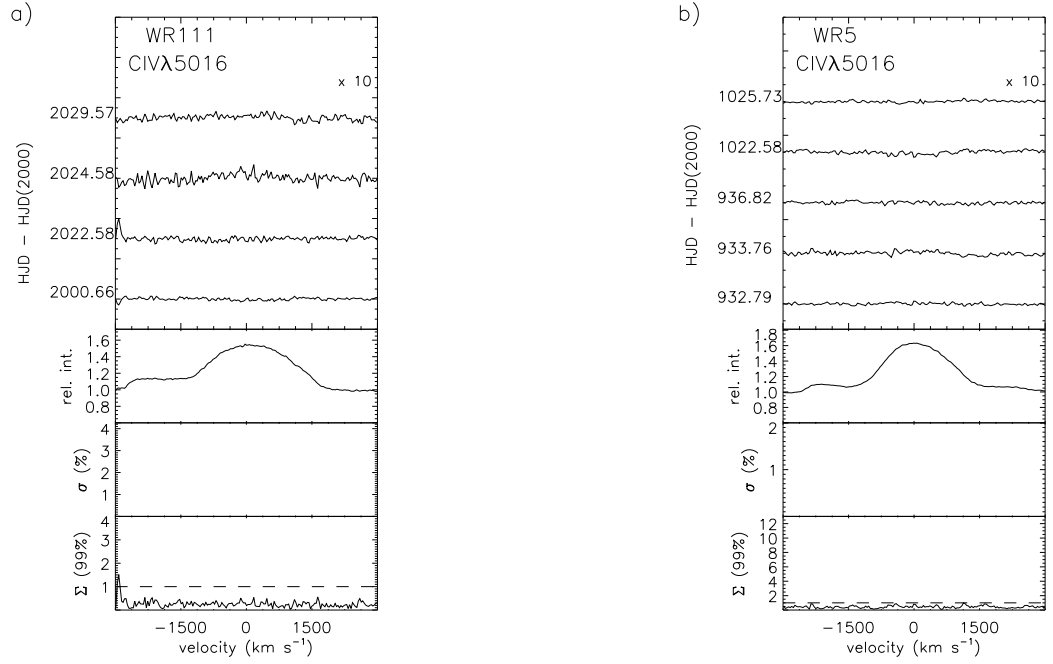 a)
WR111
CIVλ5016
x 10
2029.57
2024.58
2022.58
2000.66
HJD - HJD(2000)
1.6
1.4
1.2
1.0
0.8
rel. int.
4
3
2
1
σ (%)
4
3
2
1
Σ (99%)
-1500 0 1500
velocity (km s⁻¹)
b)
WR5
CIVλ5016
x 10
1025.73
1022.58
936.82
933.76
932.79
HJD - HJD(2000)
1.8
1.6
1.4
1.2
1.0
0.8
rel. int.
2
1
σ (%)
12
10
8
6
4
2
Σ (99%)
-1500 0 1500
velocity (km s⁻¹)